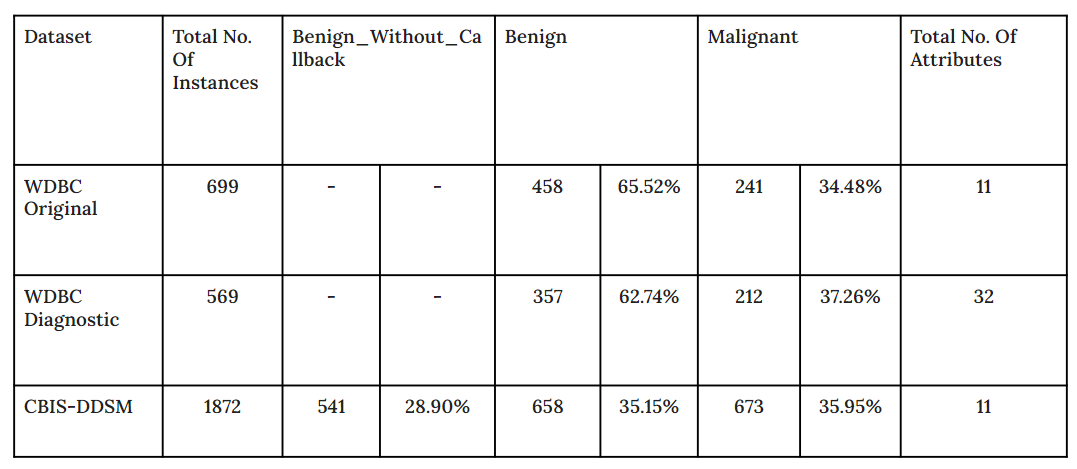 Dataset
Total No.
Of
Instances
Benign_Without_Ca
llback
Benign
Malignant
Total No. Of
Attributes
WDBC
Original
699
-
-
458
65.52%
241
34.48%
11
WDBC
Diagnostic
569
-
-
357
62.74%
212
37.26%
32
CBIS-DDSM
1872
541
28.90%
658
35.15%
673
35.95%
11